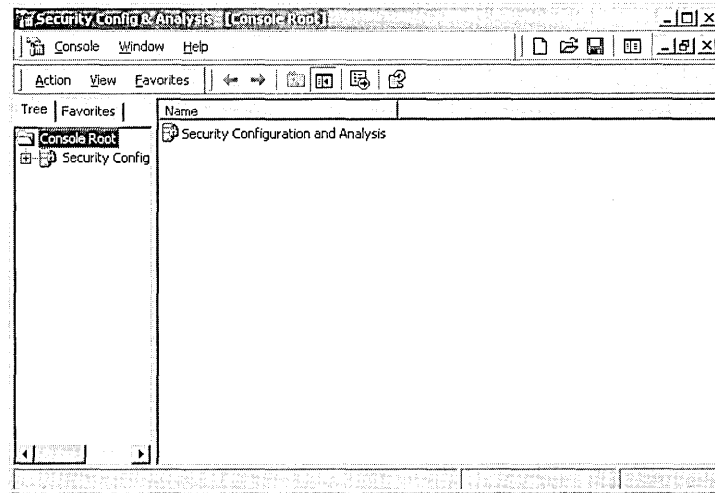 Security Config & Analysis - [Console Root]
Console Window Help
Action View Favorites
Tree Favorites Name
Console Root
Security Configuration and Analysis
Security Config